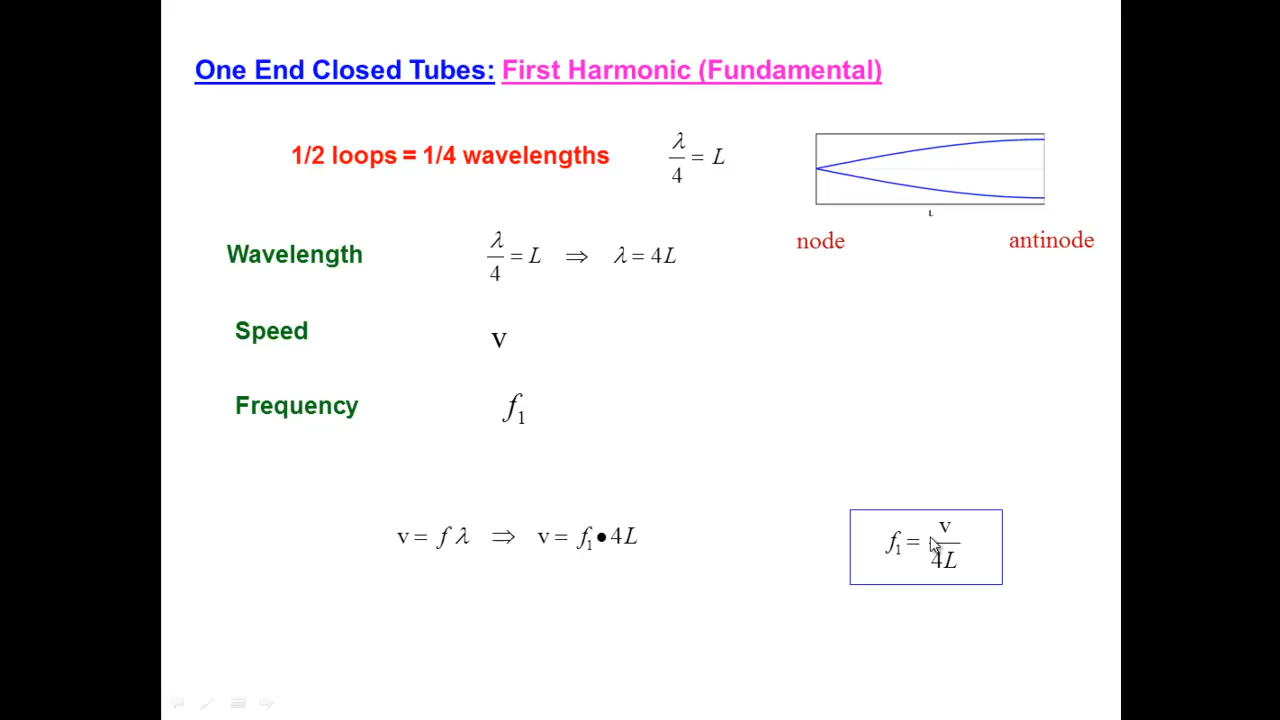 One End Closed Tubes: First Harmonic (Fundamental)
1/2 loops = 1/4 wavelengths λ/4 = L
L
node antinode
Wavelength λ/4 = L ⇒ λ = 4L
Speed v
Frequency f₁
v = f λ ⇒ v = f₁ • 4L
f₁ = v/4L